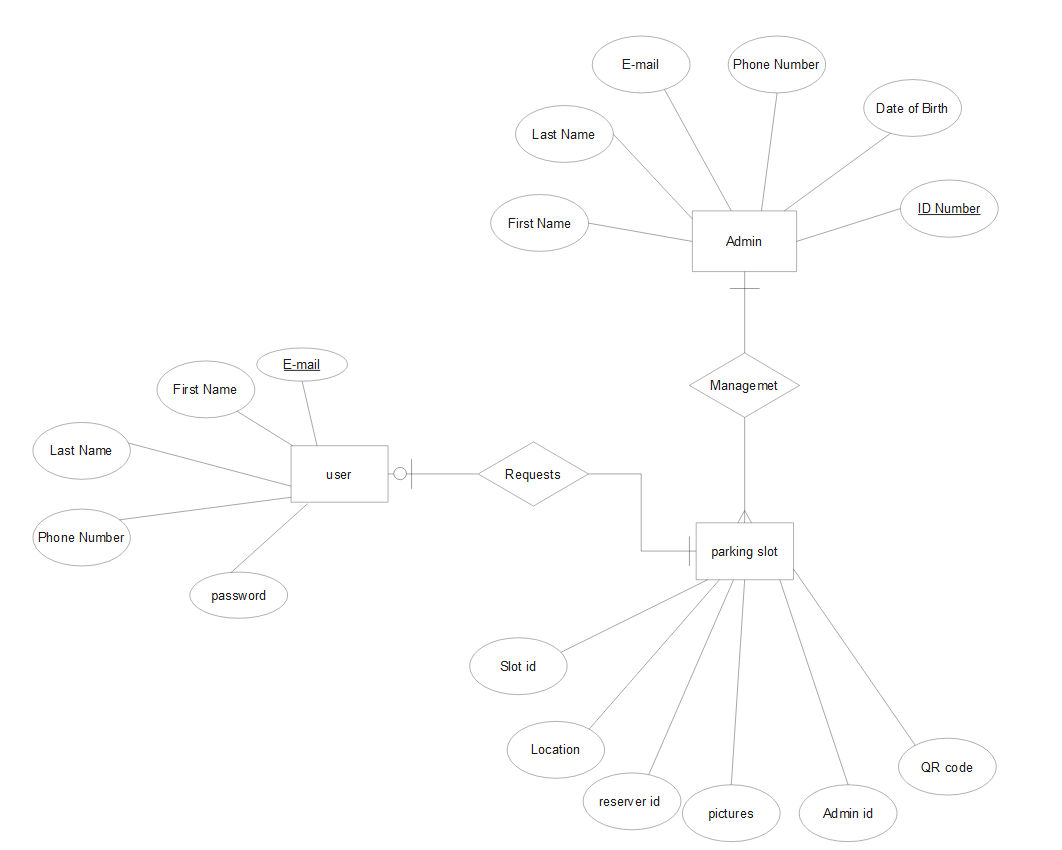 E-mail
Phone Number
Date of Birth
Last Name
ID Number
First Name
Admin
E-mail
First Name
Managemet
Last Name
user
Requests
Phone Number
parking slot
password
Slot id
Location
QR code
reserver id
pictures
Admin id